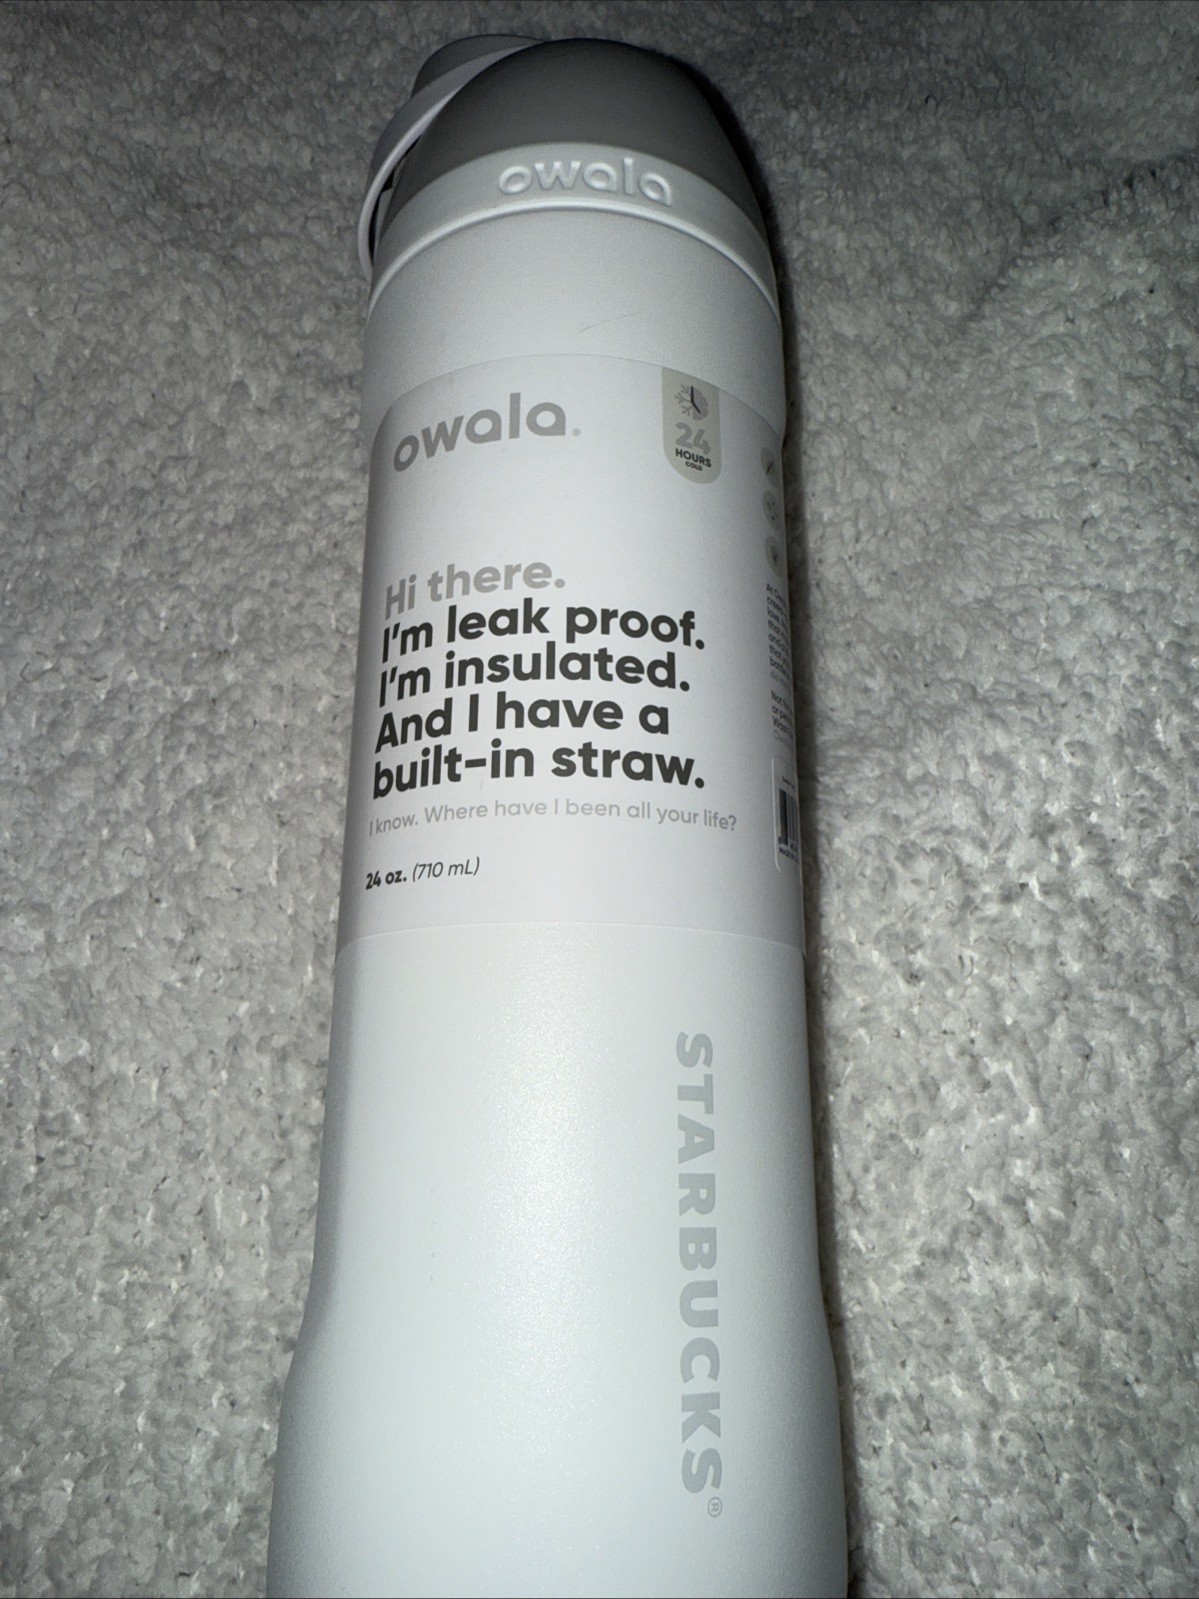 owala
owala®
24
HOURS
COLD
Hi there.
I'm leak proof.
I'm insulated.
And I have a
built-in straw.
I know. Where have I been all your life?
24 oz. (710 mL)
STARBUCKS®